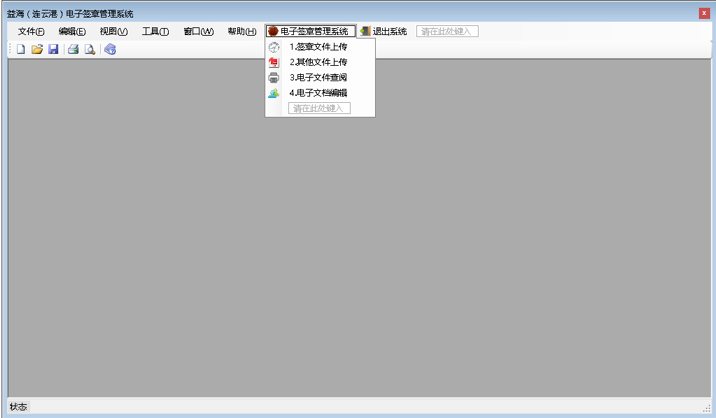 益海（连云港）电子签章管理系统
文件(F) 编辑(E) 视图(V) 工具(T) 窗口(W) 帮助(H) 电子签章管理系统 退出系统 请在此处键入
1.签章文件上传
2.其他文件上传
3.电子文件查阅
4.电子文档编辑
请在此处键入
状态